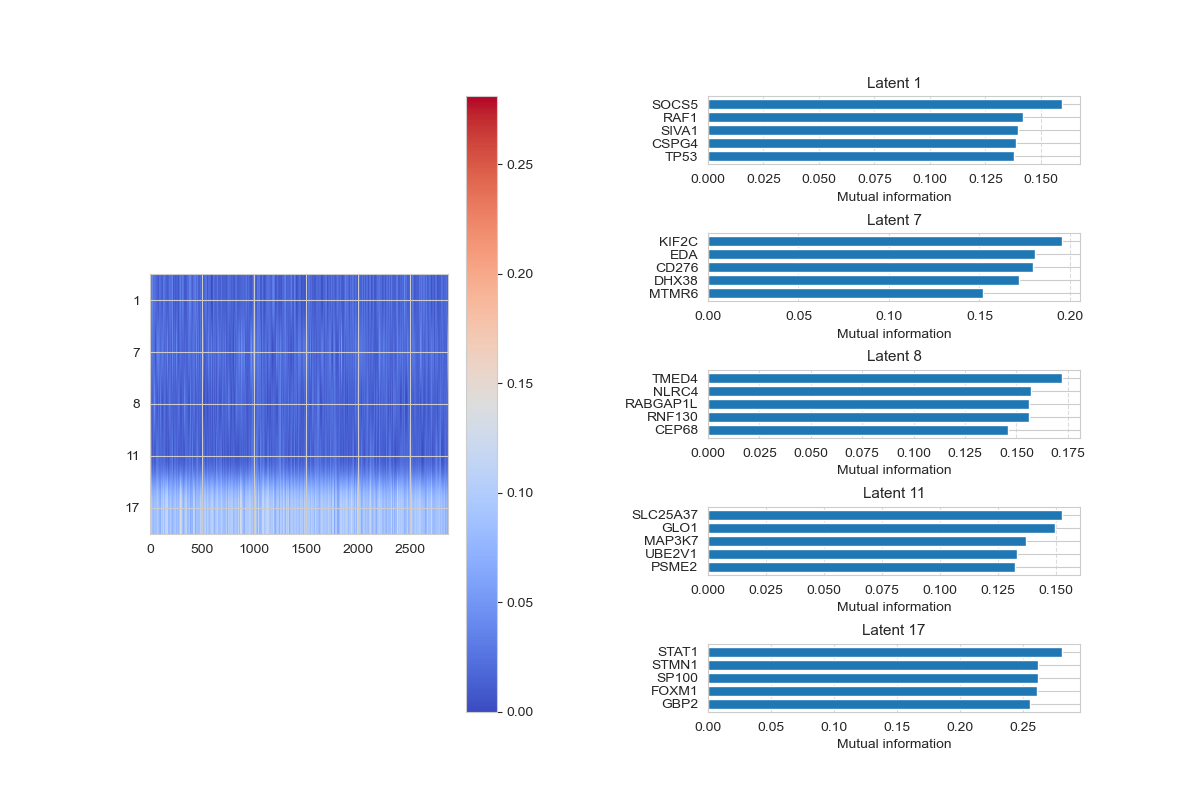 1
7
8
11
17
0 500 1000 1500 2000 2500
0.25
0.20
0.15
0.10
0.05
0.00
Latent 1
SOCS5
RAF1
SIVA1
CSPG4
TP53
0.000 0.025 0.050 0.075 0.100 0.125 0.150
Mutual information
Latent 7
KIF2C
EDA
CD276
DHX38
MTMR6
0.00 0.05 0.10 0.15 0.20
Mutual information
Latent 8
TMED4
NLRC4
RABGAP1L
RNF130
CEP68
0.000 0.025 0.050 0.075 0.100 0.125 0.150 0.175
Mutual information
Latent 11
SLC25A37
GLO1
MAP3K7
UBE2V1
PSME2
0.000 0.025 0.050 0.075 0.100 0.125 0.150
Mutual information
Latent 17
STAT1
STMN1
SP100
FOXM1
GBP2
0.00 0.05 0.10 0.15 0.20 0.25
Mutual information